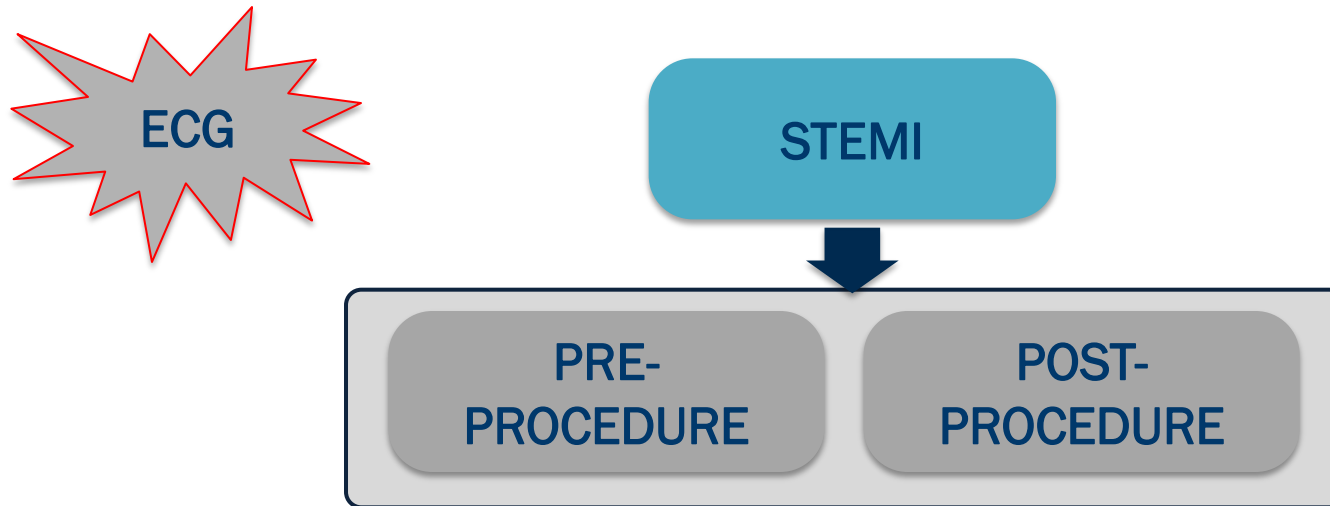 ECG
STEMI
PRE-
PROCEDURE
POST-
PROCEDURE